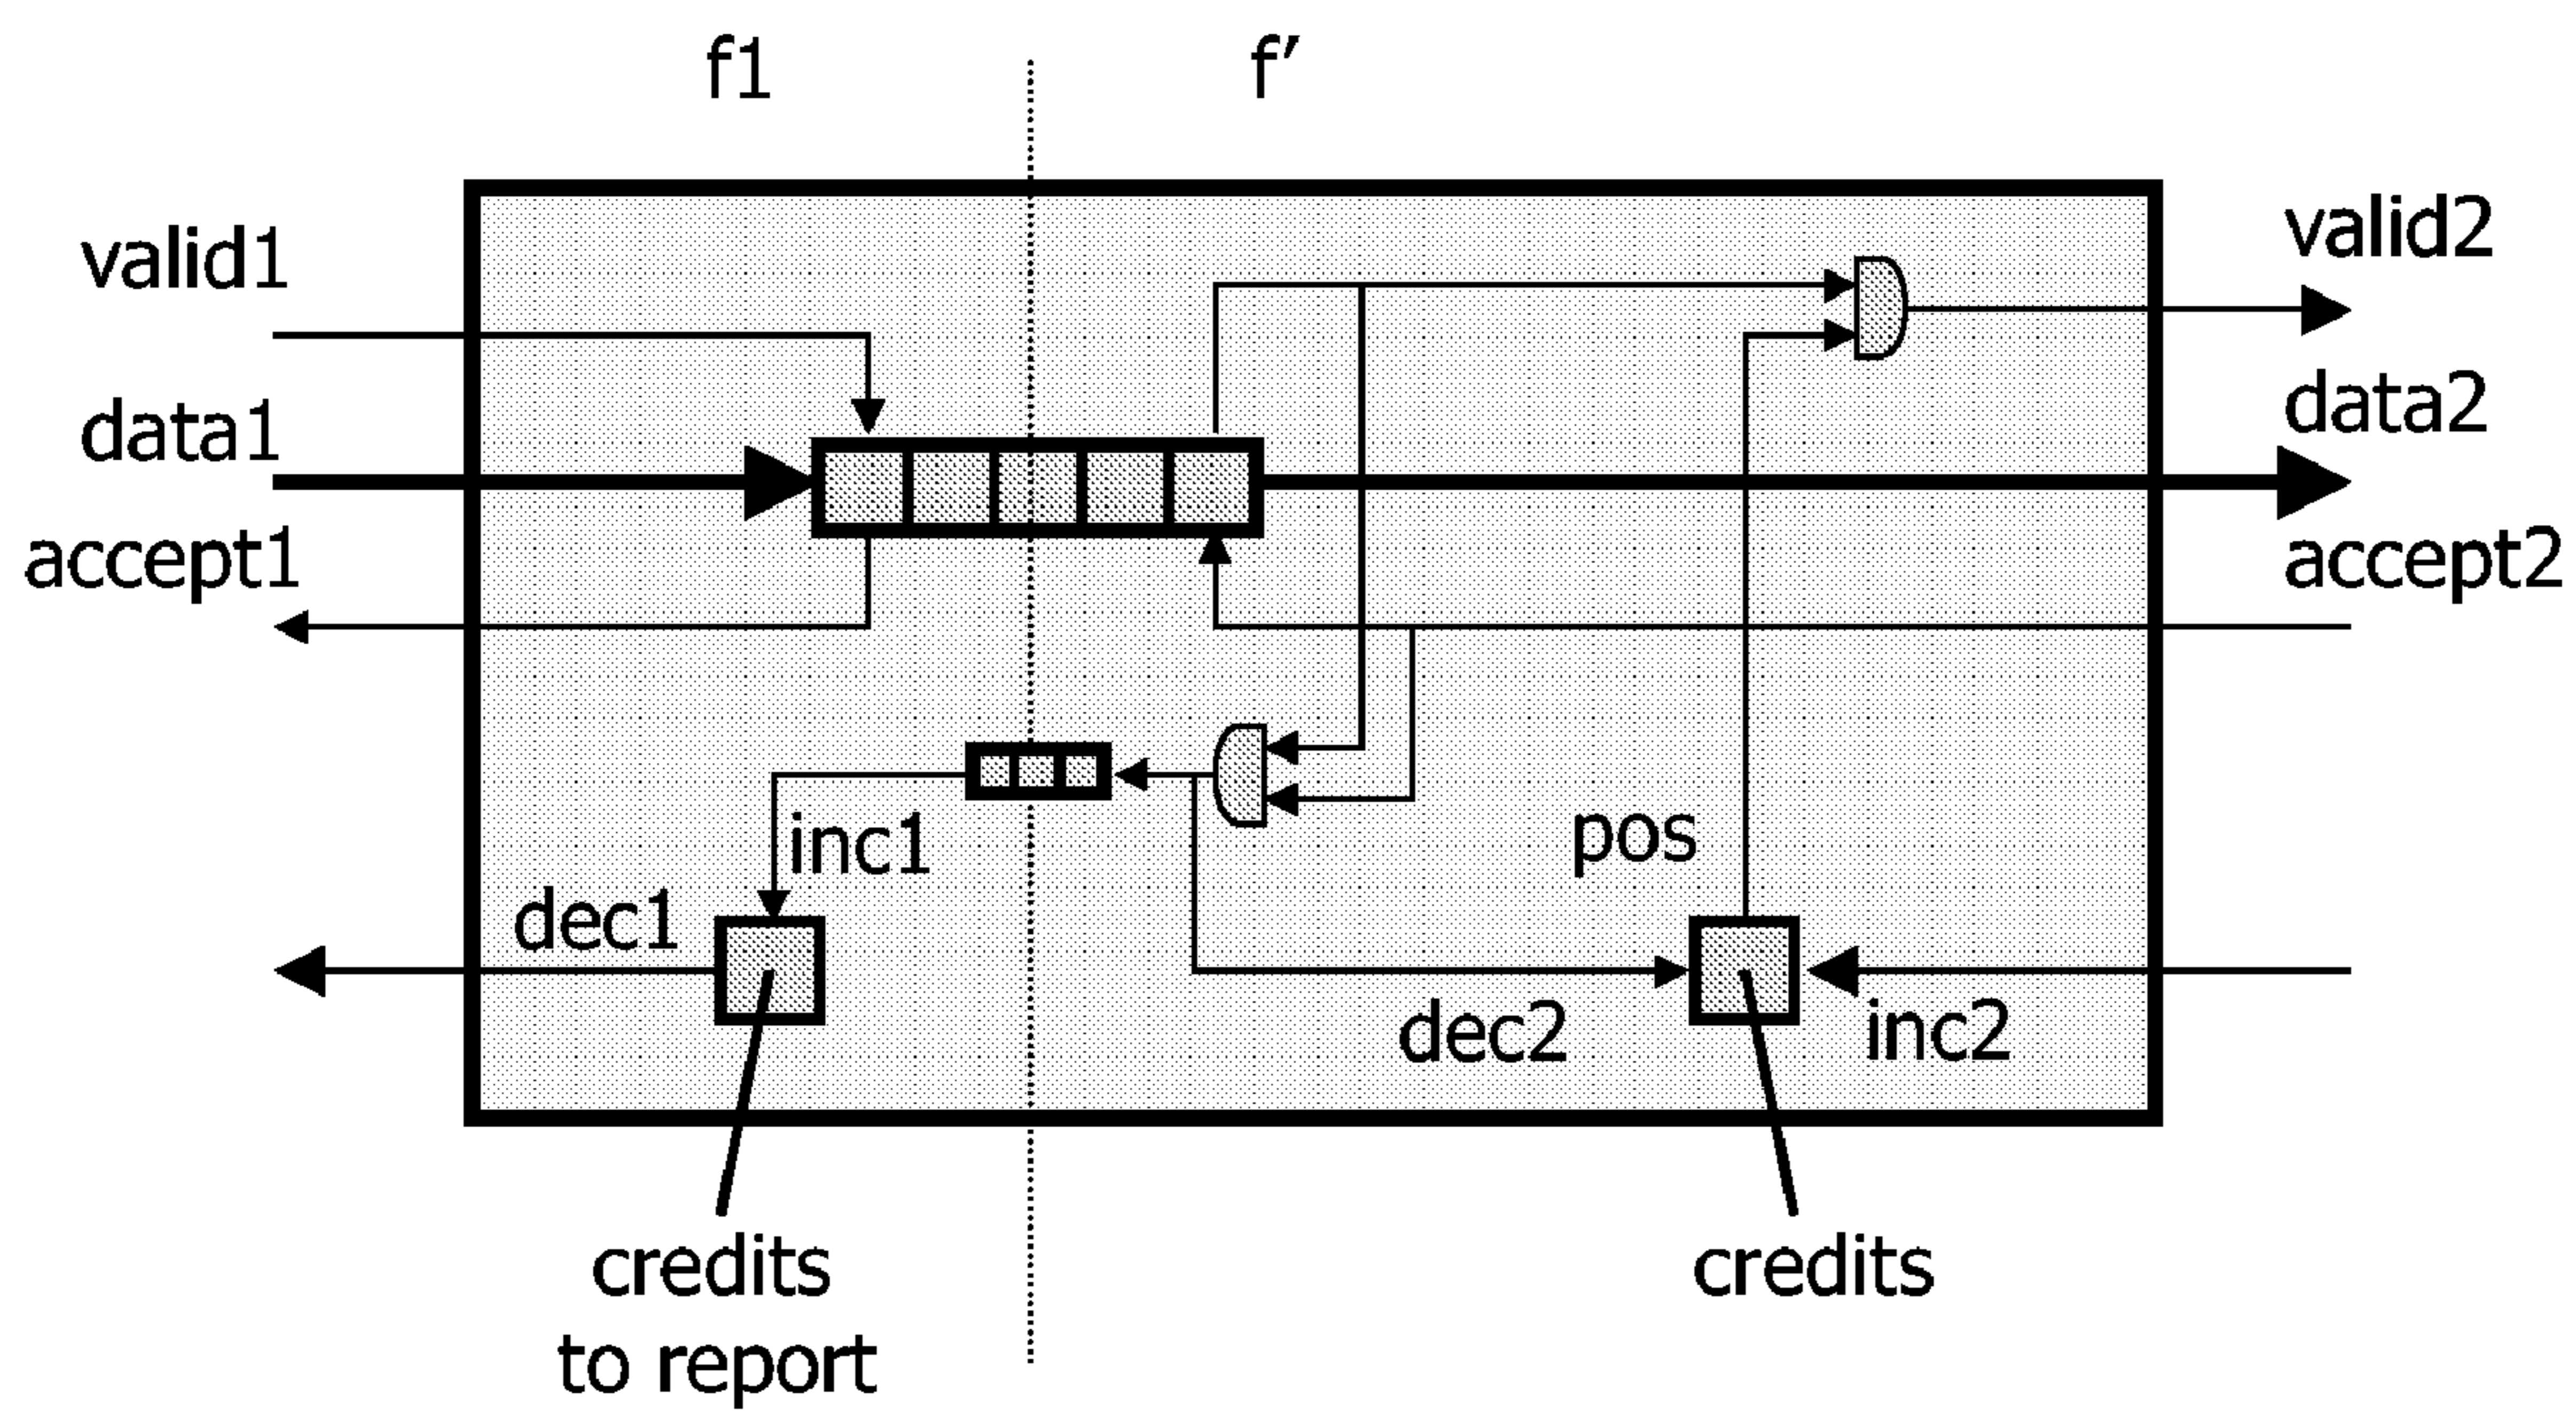 f1
f′
valid1
data1
accept1
valid2
data2
accept2
inc1
dec1
pos
dec2
inc2
credits
to report
credits